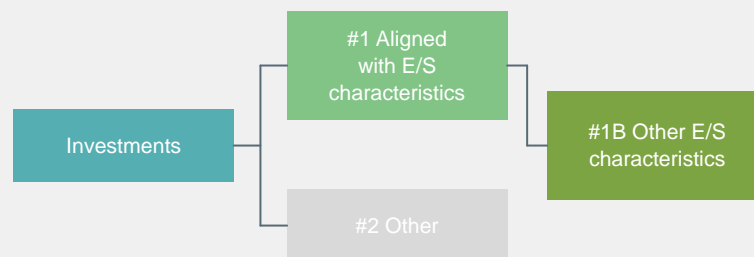 #1 Aligned
with E/S
characteristics
Investments
#1B Other E/S
characteristics
#2 Other